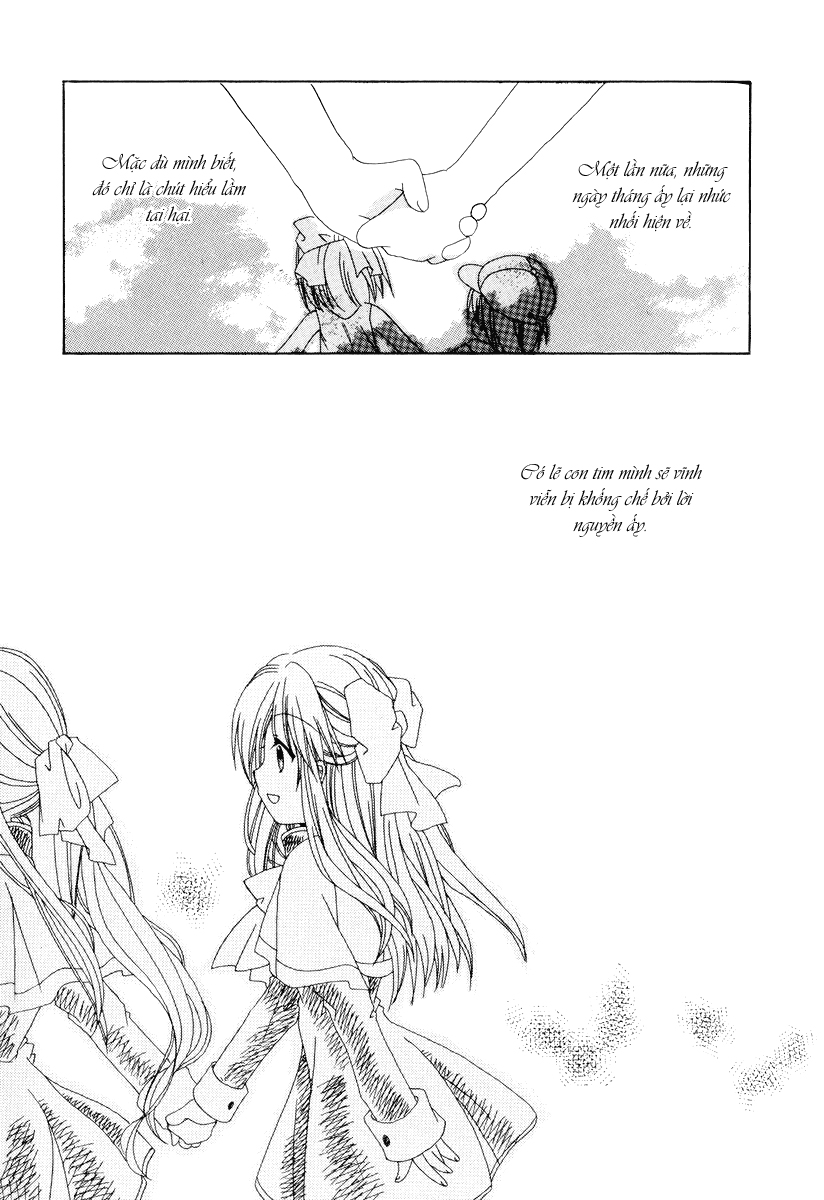 Một lần nữa, những
ngày tháng ấy lại nhức
nhối hiện về.
Mặc dù mình biết,
đó chỉ là chút hiểu lầm
tai hại.
Có lẽ con tim mình sẽ vĩnh
viễn bị khống chế bởi lời
nguyền ấy.